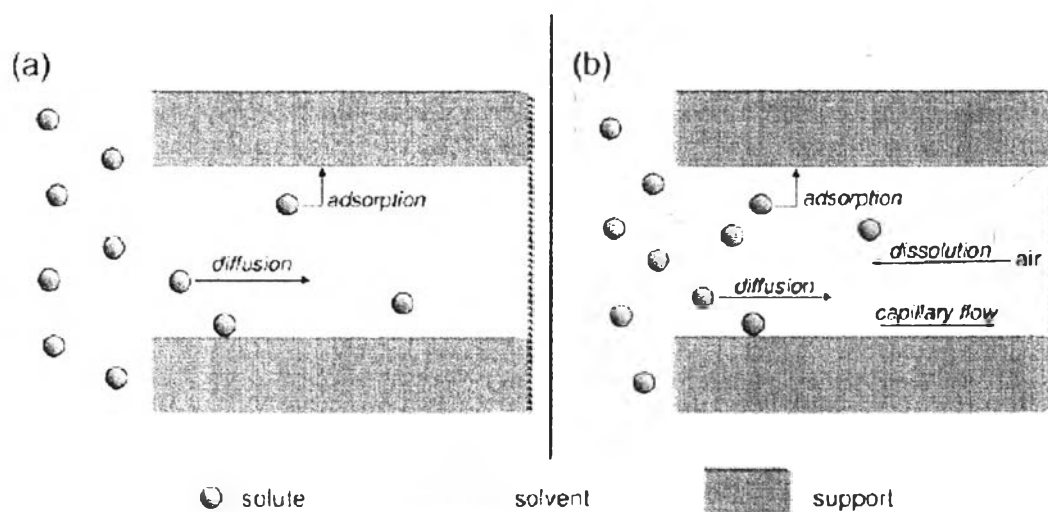 (a)
adsorption
diffusion
(b)
adsorption
dissolution
air
diffusion
capillary flow
solute
solvent
support